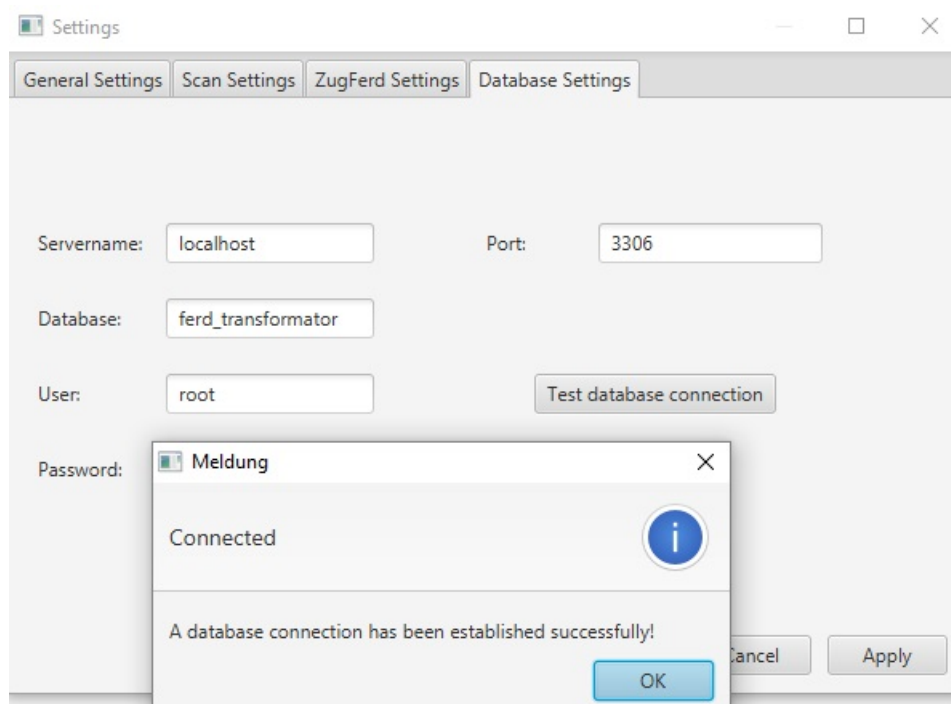 Settings
General Settings Scan Settings ZugFerd Settings Database Settings
Servername: localhost Port: 3306
Database: ferd_transformator
User: root Test database connection
Password:
Meldung
Connected
A database connection has been established successfully!
Cancel Apply
OK